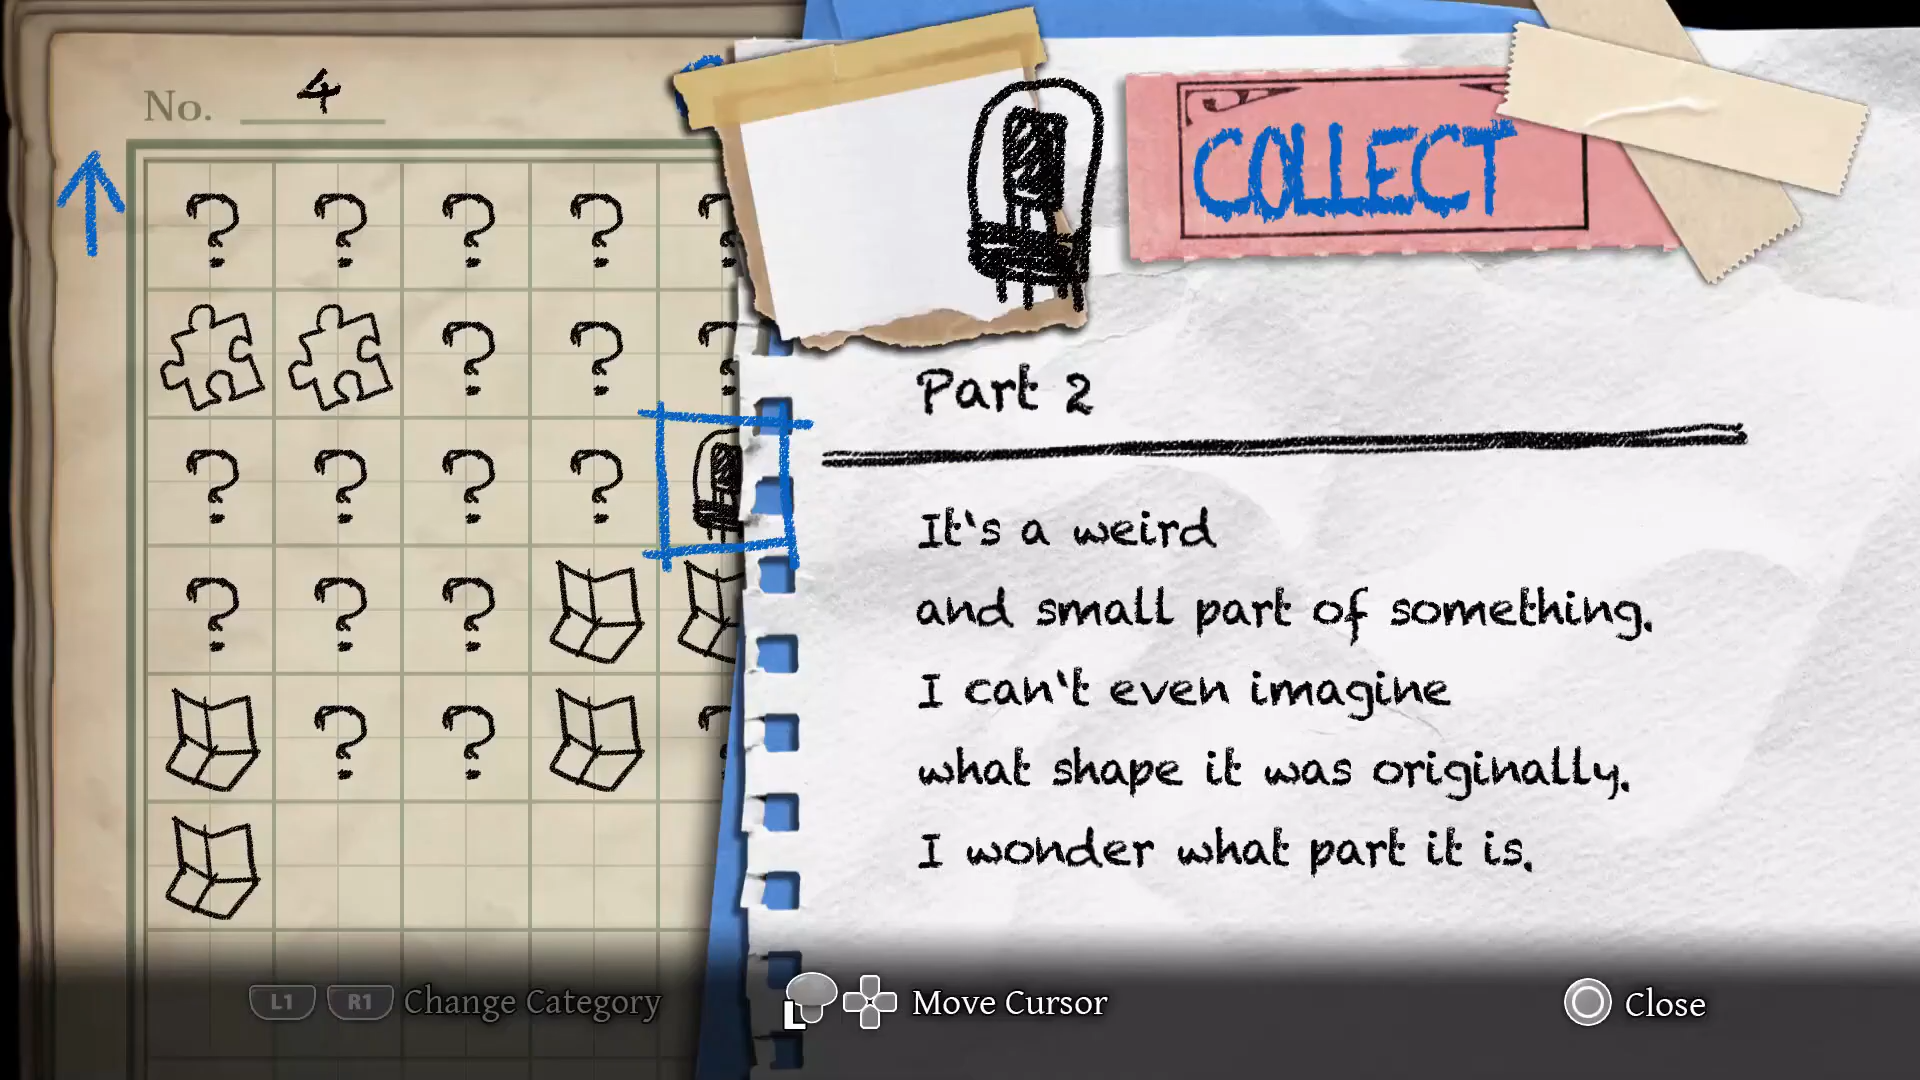 No. 4
? ? ? ? ?
? ? ?
? ? ? ?
? ? ?
? ? ?
COLLECT
Part 2
It's a weird
and small part of something.
I can't even imagine
what shape it was originally.
I wonder what part it is.
L1 R1 Change Category
L Move Cursor
Close